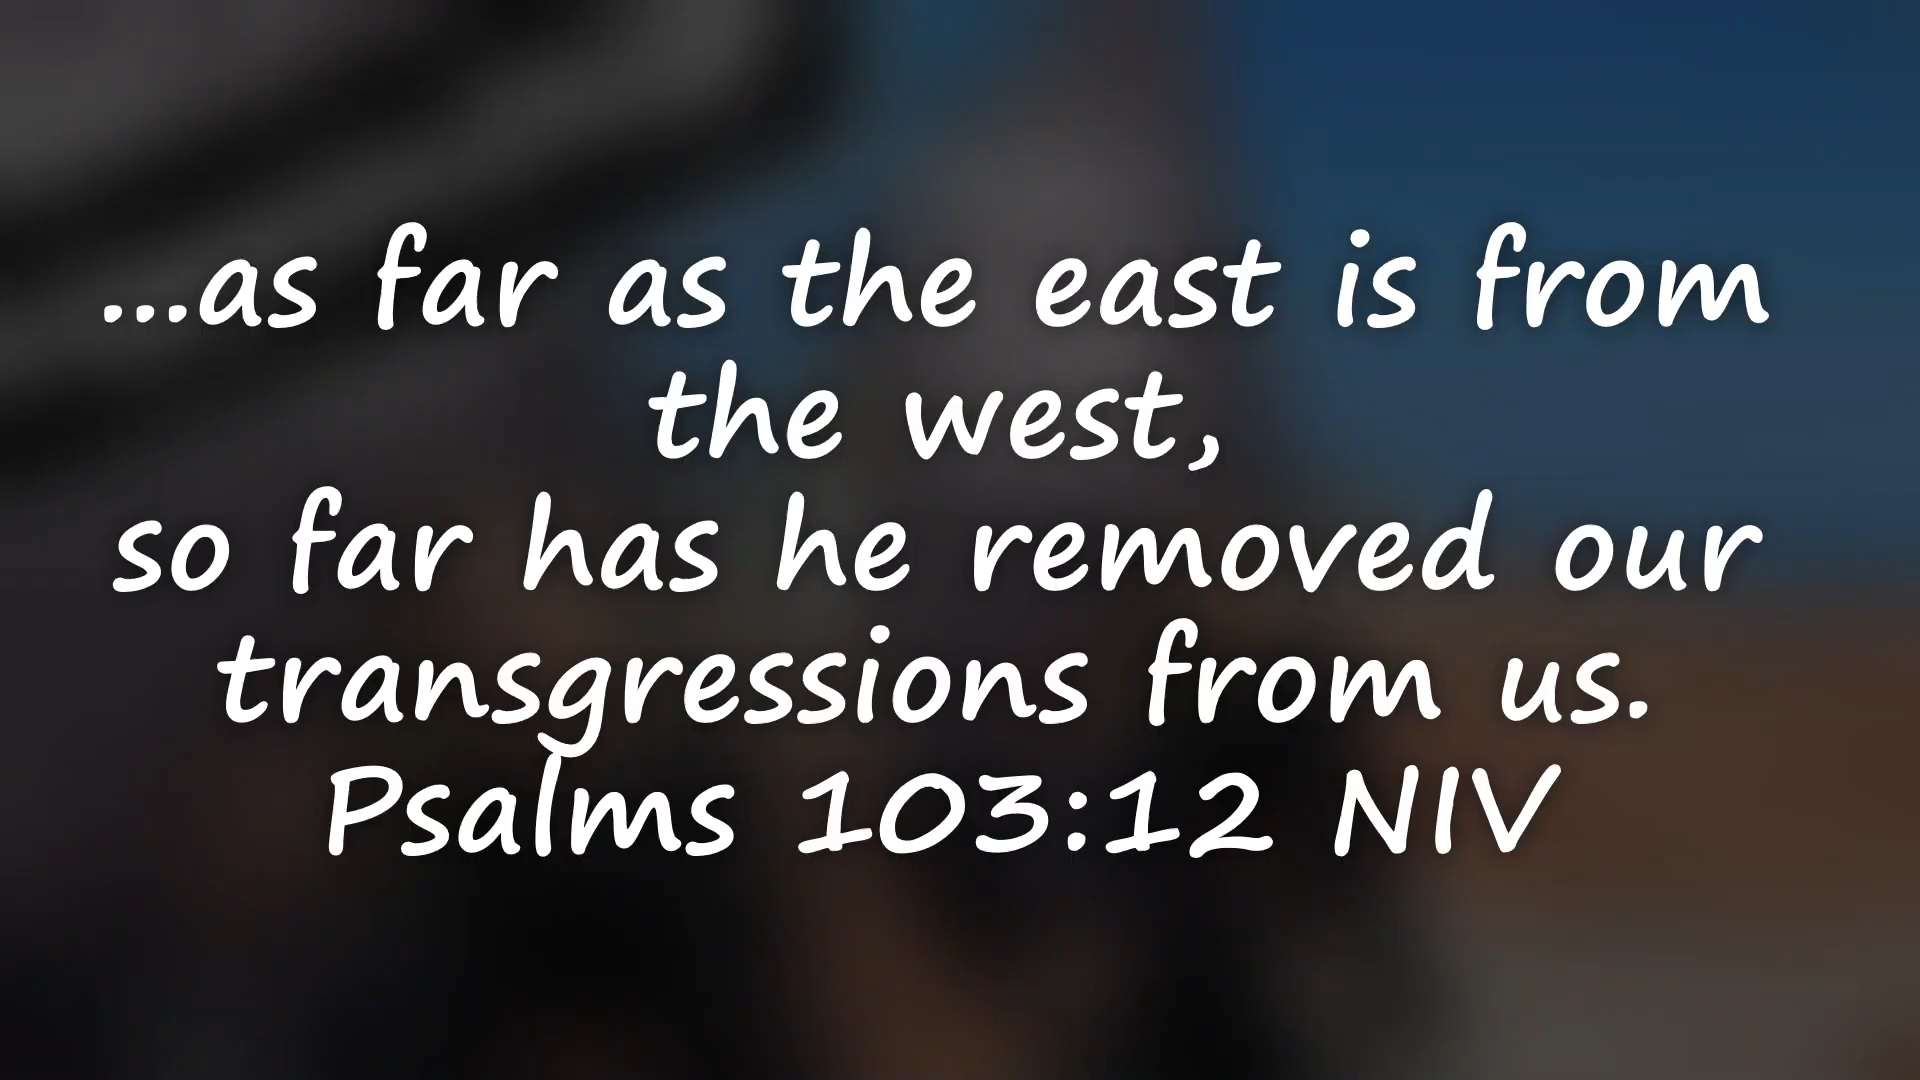 ...as far as the east is from
the west,
so far has he removed our
transgressions from us.
Psalms 103:12 NIV